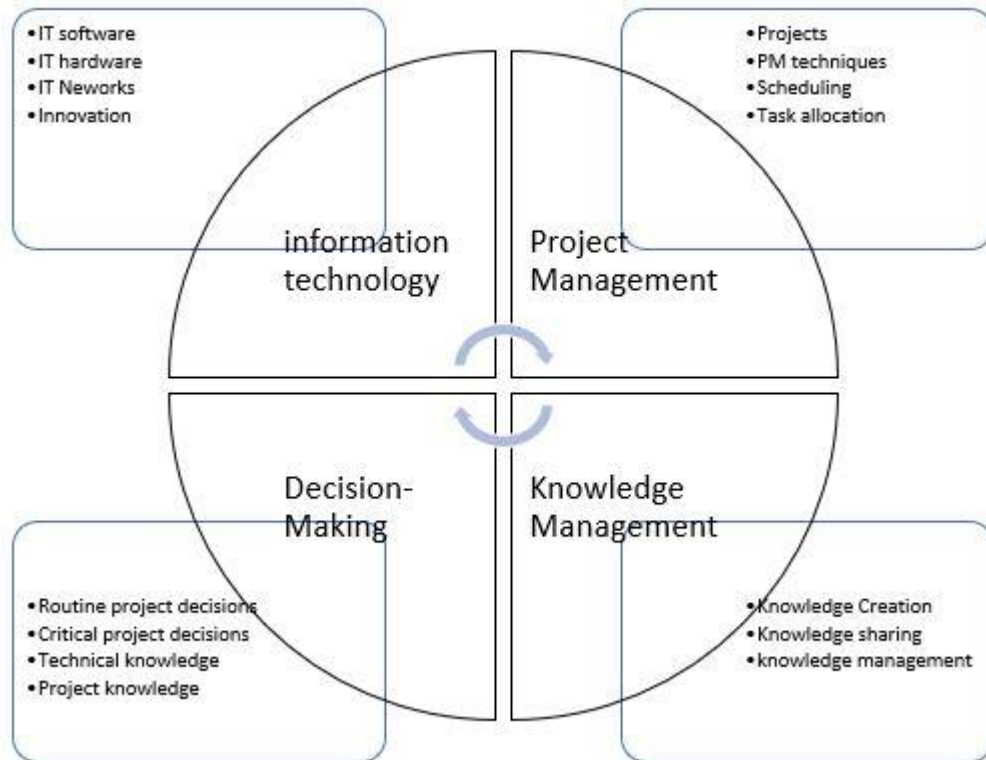 •IT software
•IT hardware
•IT Neworks
•Innovation
•Projects
•PM techniques
•Scheduling
•Task allocation
information
technology
Project
Management
Decision-
Making
Knowledge
Management
•Routine project decisions
•Critical project decisions
•Technical knowledge
•Project knowledge
•Knowledge Creation
•Knowledge sharing
•knowledge management